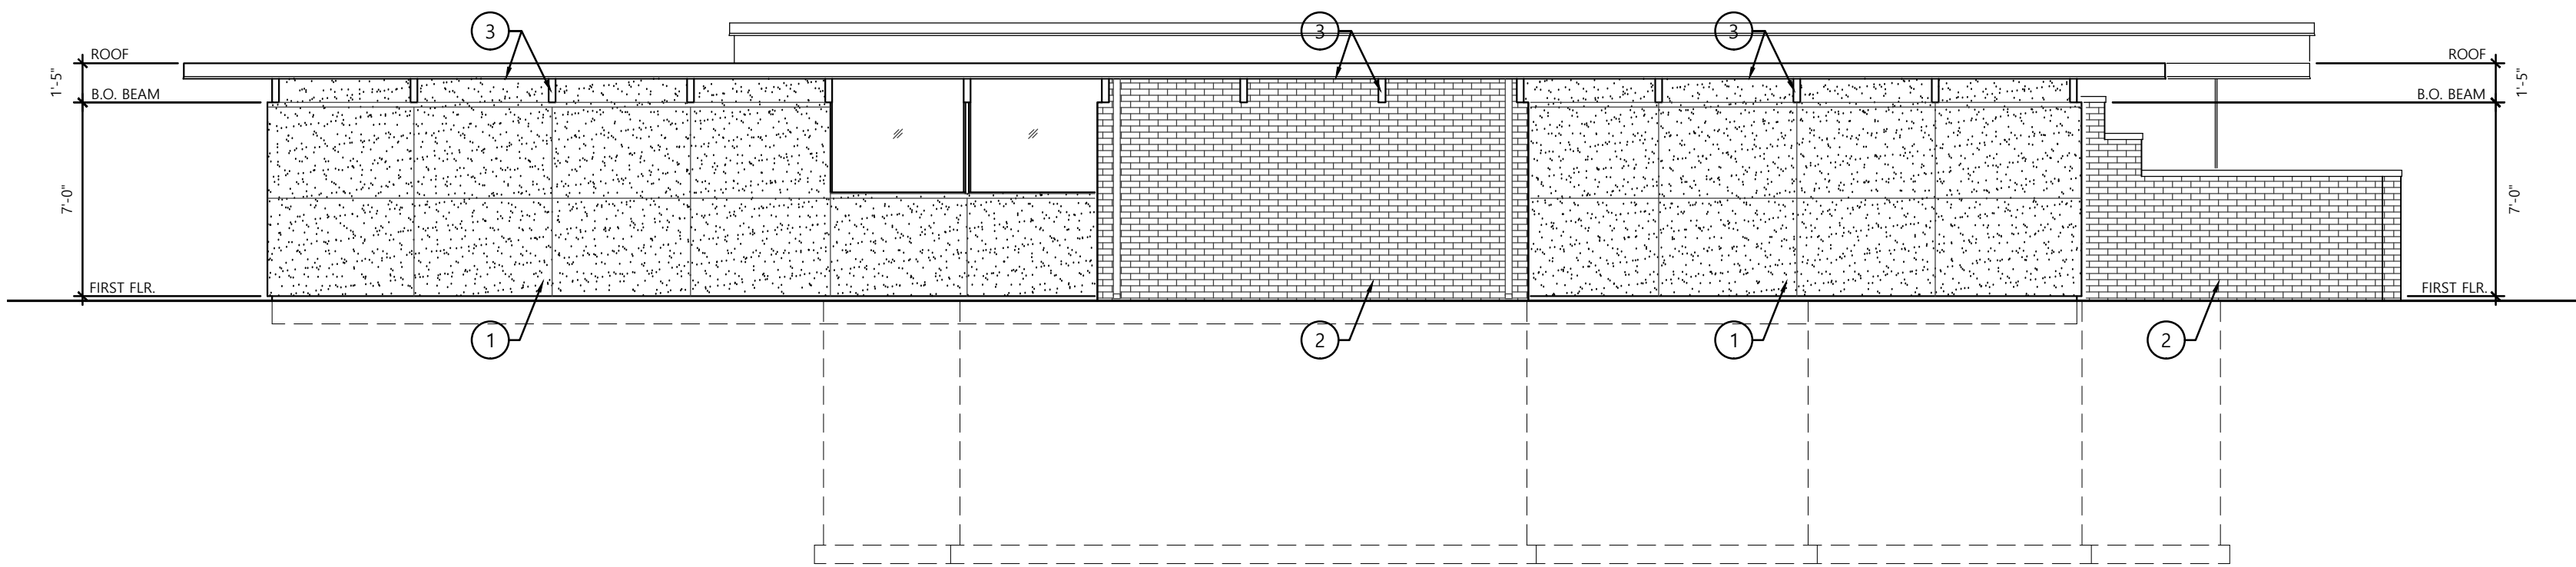 3 3 3
ROOF ROOF
1'-5" 1'-5"
B.O. BEAM B.O. BEAM
7'-0" 7'-0"
FIRST FLR. FIRST FLR.
1 2 1 2